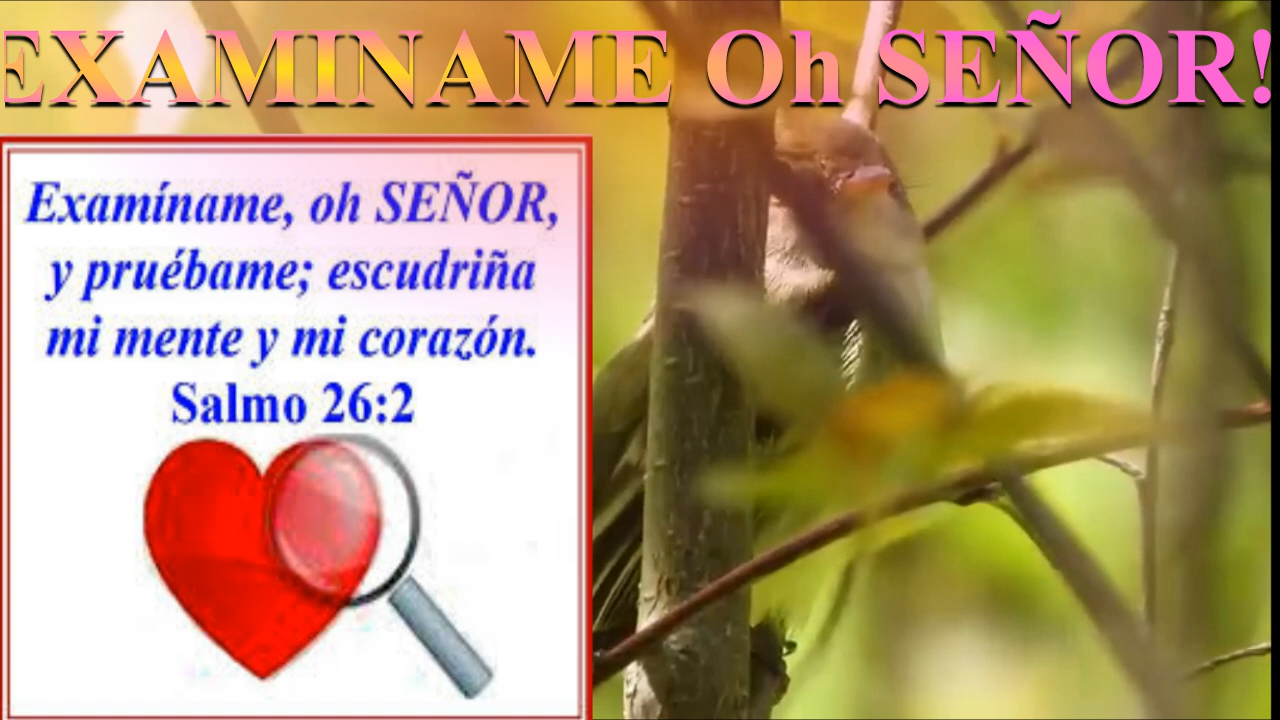 EXAMINAME Oh SEÑOR!
Examíname, oh SEÑOR,
y pruébame; escudriña
mi mente y mi corazón.
Salmo 26:2